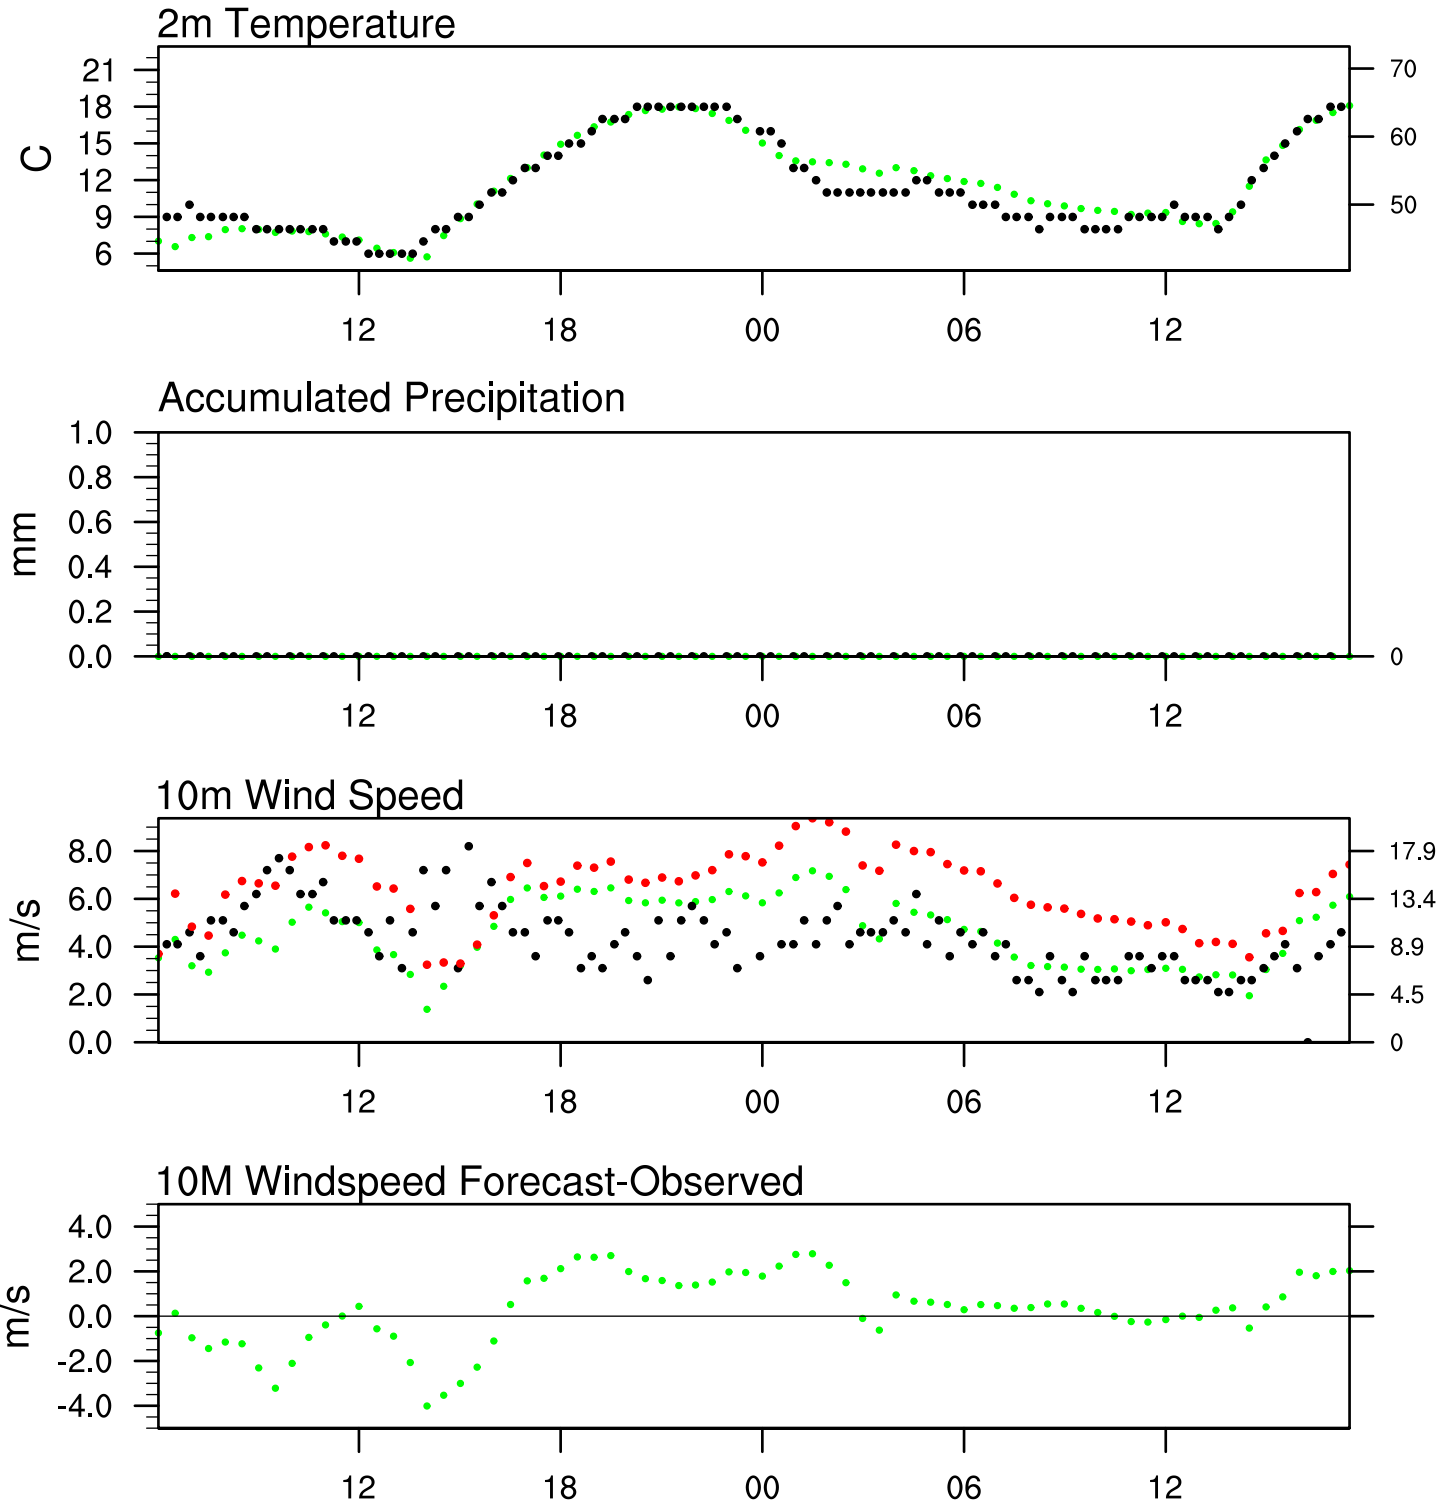 2m Temperature
21
18
15
12
9
6
C
70
60
50
12 18 00 06 12
Accumulated Precipitation
1.0
0.8
0.6
0.4
0.2
0.0
mm
0
12 18 00 06 12
10m Wind Speed
8.0
6.0
4.0
2.0
0.0
m/s
17.9
13.4
8.9
4.5
0
12 18 00 06 12
10M Windspeed Forecast-Observed
4.0
2.0
0.0
-2.0
-4.0
m/s
12 18 00 06 12